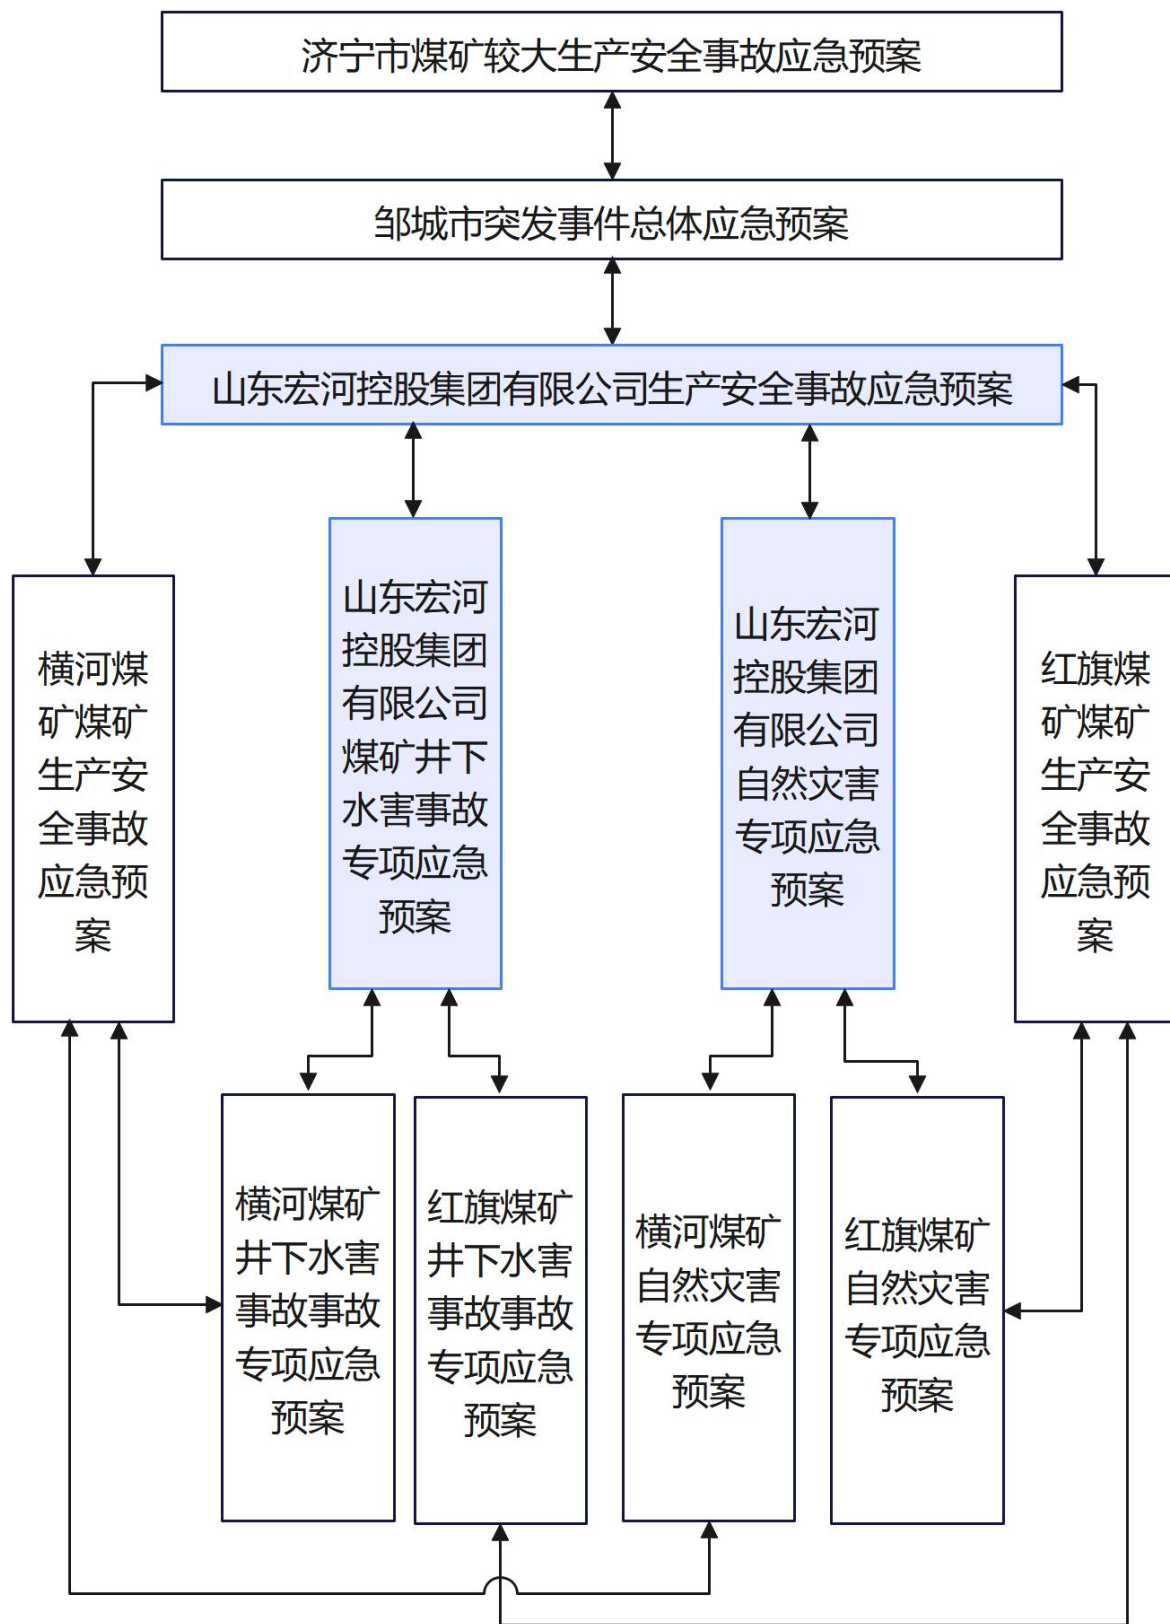 济宁市煤矿较大生产安全事故应急预案
邹城市突发事件总体应急预案
山东宏河控股集团有限公司生产安全事故应急预案
横河煤
矿煤矿
生产安
全事故
应急预
案
山东宏河
控股集团
有限公司
煤矿井下
水害事故
专项应急
预案
山东宏河
控股集团
有限公司
自然灾害
专项应急
预案
红旗煤
矿煤矿
生产安
全事故
应急预
案
横河煤矿
井下水害
事故事故
专项应急
预案
红旗煤矿
井下水害
事故事故
专项应急
预案
横河煤矿
自然灾害
专项应急
预案
红旗煤矿
自然灾害
专项应急
预案